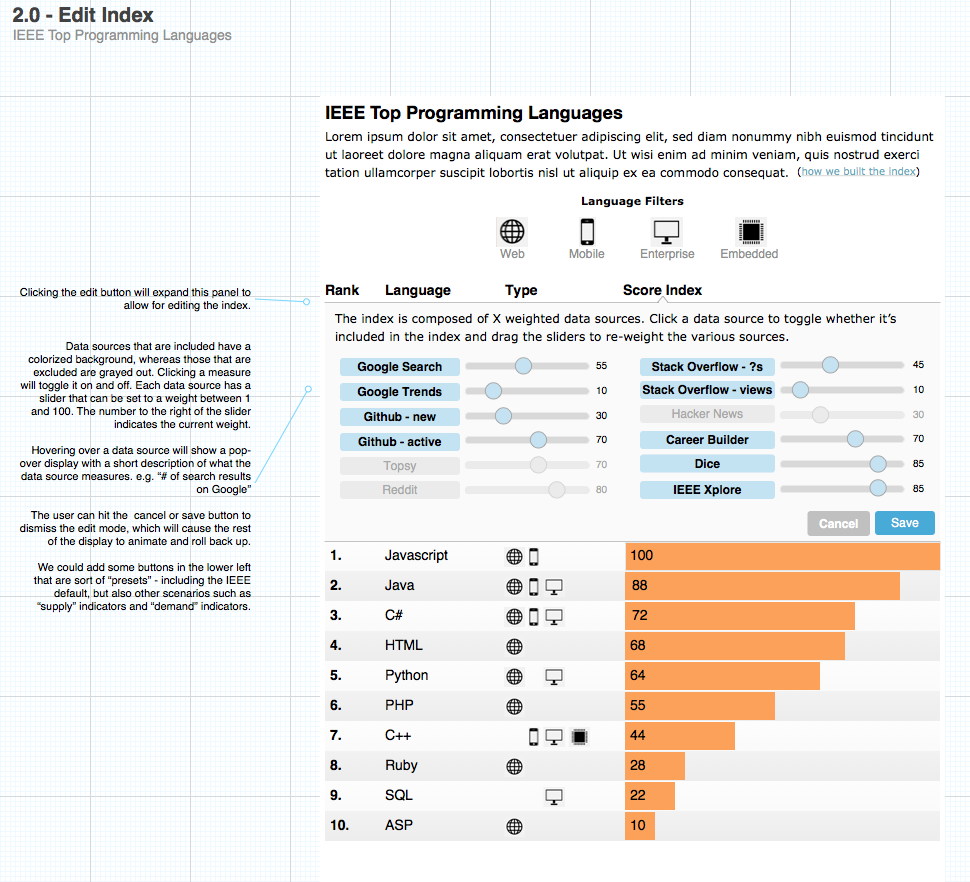 2.0 - Edit Index
IEEE Top Programming Languages
IEEE Top Programming Languages
Lorem ipsum dolor sit amet, consectetuer adipiscing elit, sed diam nonummy nibh euismod tincidunt
ut laoreet dolore magna aliquam erat volutpat. Ut wisi enim ad minim veniam, quis nostrud exerci
tation ullamcorper suscipit lobortis nisl ut aliquip ex ea commodo consequat. (how we built the index)
Language Filters
Web Mobile Enterprise Embedded
Clicking the edit button will expand this panel to
allow for editing the index.
Data sources that are included have a
colorized background, whereas those that are
excluded are grayed out. Clicking a measure
will toggle it on and off. Each data source has a
slider that can be set to a weight between 1
and 100. The number to the right of the slider
indicates the current weight.
Hovering over a data source will show a pop-
over display with a short description of what the
data source measures. e.g. “# of search results
on Google”
The user can hit the cancel or save button to
dismiss the edit mode, which will cause the rest
of the display to animate and roll back up.
We could add some buttons in the lower left
that are sort of “presets” - including the IEEE
default, but also other scenarios such as
“supply” indicators and “demand” indicators.
Rank Language Type Score Index
The index is composed of X weighted data sources. Click a data source to toggle whether it’s
included in the index and drag the sliders to re-weight the various sources.
Google Search 55
Google Trends 10
Github - new 30
Github - active 70
Topsy 70
Reddit 80
Stack Overflow - ?s 45
Stack Overflow - views 10
Hacker News 30
Career Builder 70
Dice 85
IEEE Xplore 85
Cancel Save
1. Javascript 100
2. Java 88
3. C# 72
4. HTML 68
5. Python 64
6. PHP 55
7. C++ 44
8. Ruby 28
9. SQL 22
10. ASP 10